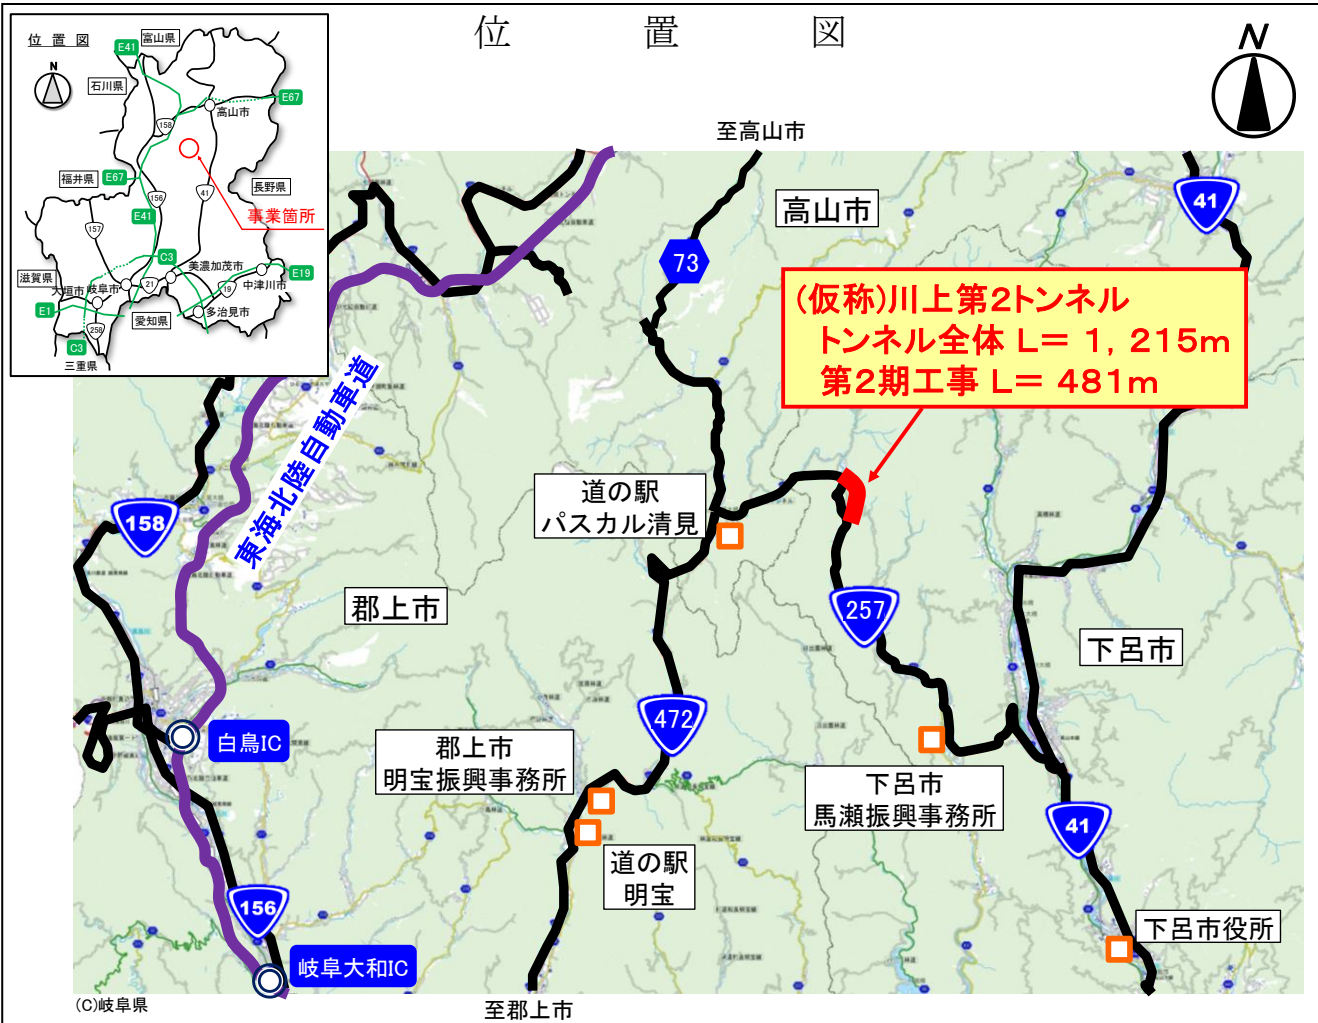 位置図
N
位置図
N
富山県
E41
石川県
E67
高山市
158
福井県
E67
長野県
156
41
E41
事業箇所
157
C3
滋賀県
美濃加茂市
E19
大垣市
岐阜市
21
19
中津川市
E1
愛知県
多治見市
258
C3
三重県
至高山市
高山市
41
73
(仮称)川上第2トンネル
トンネル全体 L= 1, 215m
第2期工事 L= 481m
東海北陸自動車道
道の駅
パスカル清見
158
郡上市
257
下呂市
472
白鳥IC
郡上市
明宝振興事務所
下呂市
馬瀬振興事務所
41
道の駅
明宝
156
下呂市役所
岐阜大和IC
(C)岐阜県
至郡上市